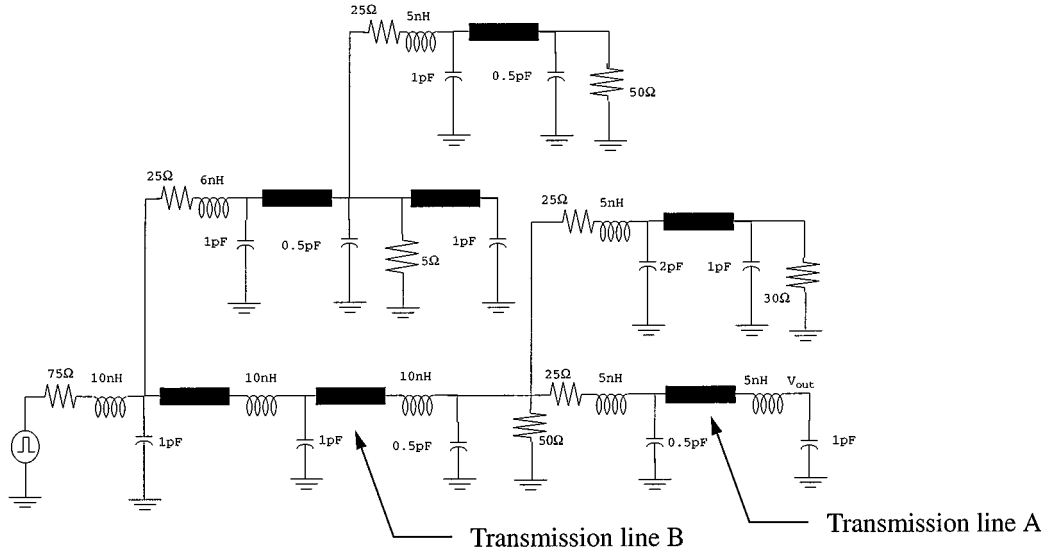 25Ω 5nH
1pF 0.5pF
50Ω
25Ω 6nH
1pF 0.5pF 5Ω 1pF
25Ω 5nH
2pF 1pF
30Ω
75Ω 10nH 10nH 10nH 25Ω 5nH 5nH Vout
1pF 1pF 0.5pF 50Ω 0.5pF 1pF
Transmission line B
Transmission line A